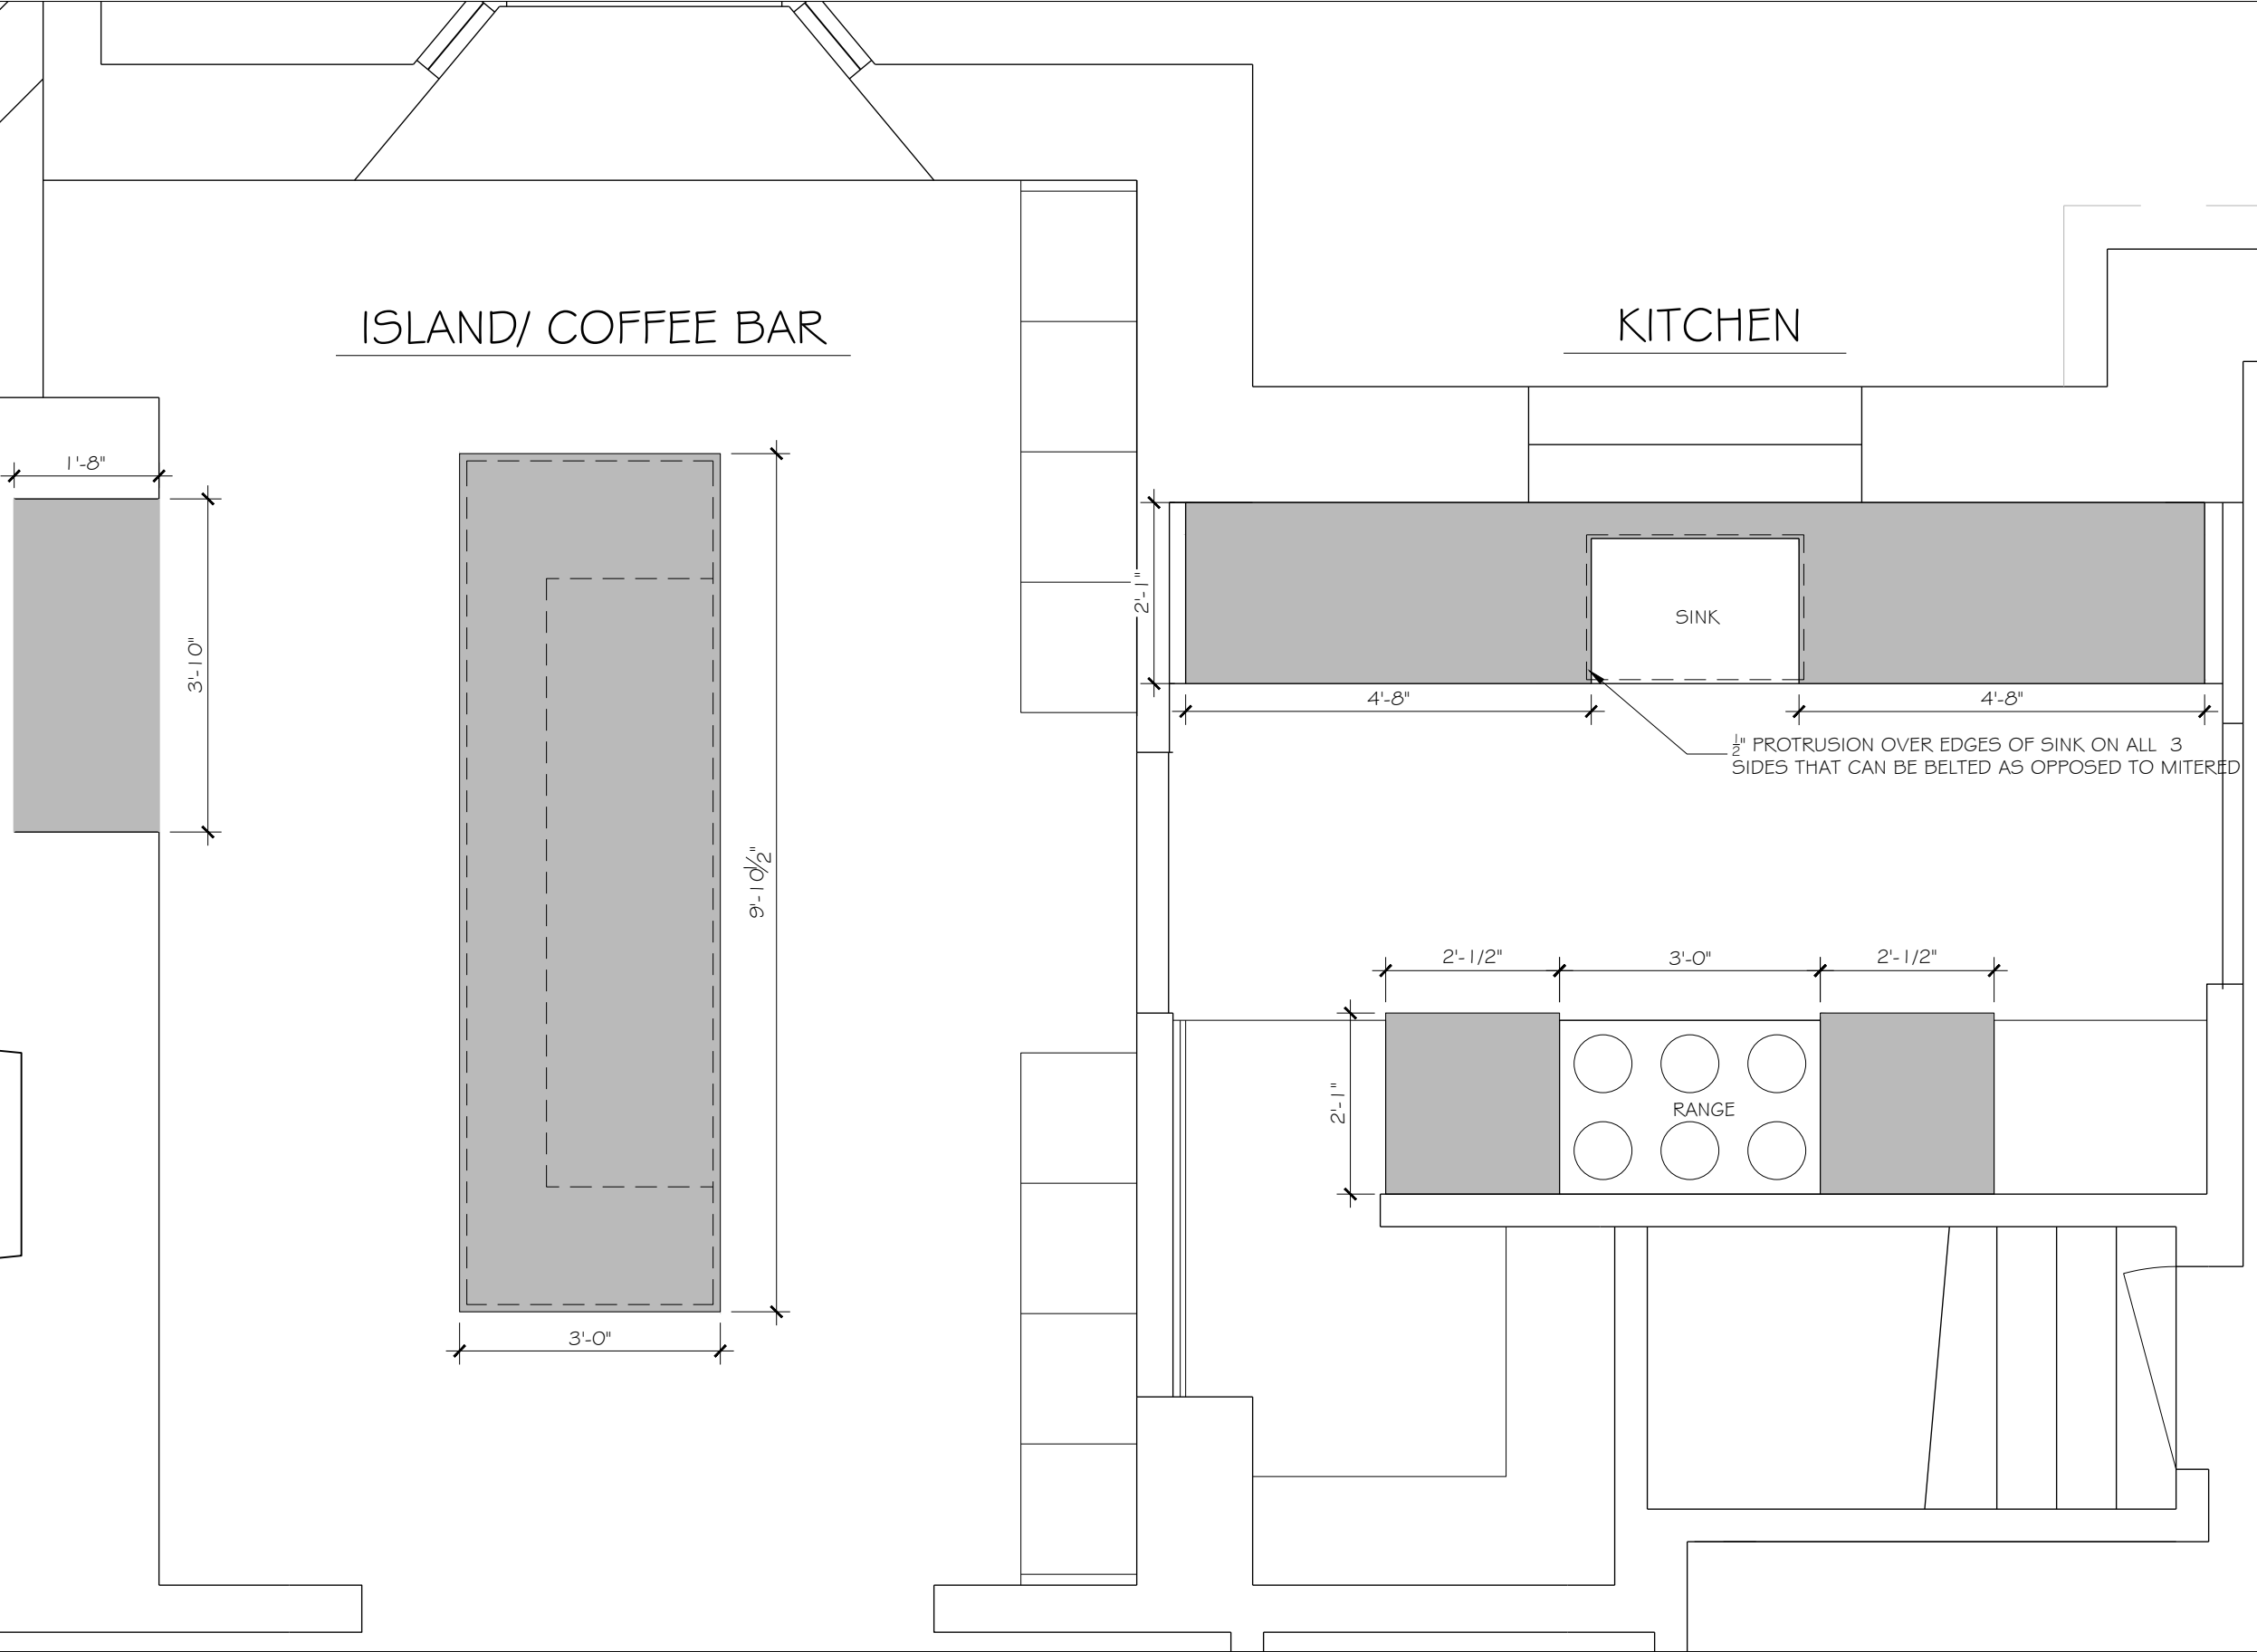 ISLAND/ COFFEE BAR
KITCHEN
1'-8"
3'-10"
9'-10½"
3'-0"
2'-1"
SINK
4'-8"
4'-8"
½" PROTRUSION OVER EDGES OF SINK ON ALL 3
SIDES THAT CAN BE BELTED AS OPPOSED TO MITERED
2'-1/2"
3'-0"
2'-1/2"
2'-1"
RANGE